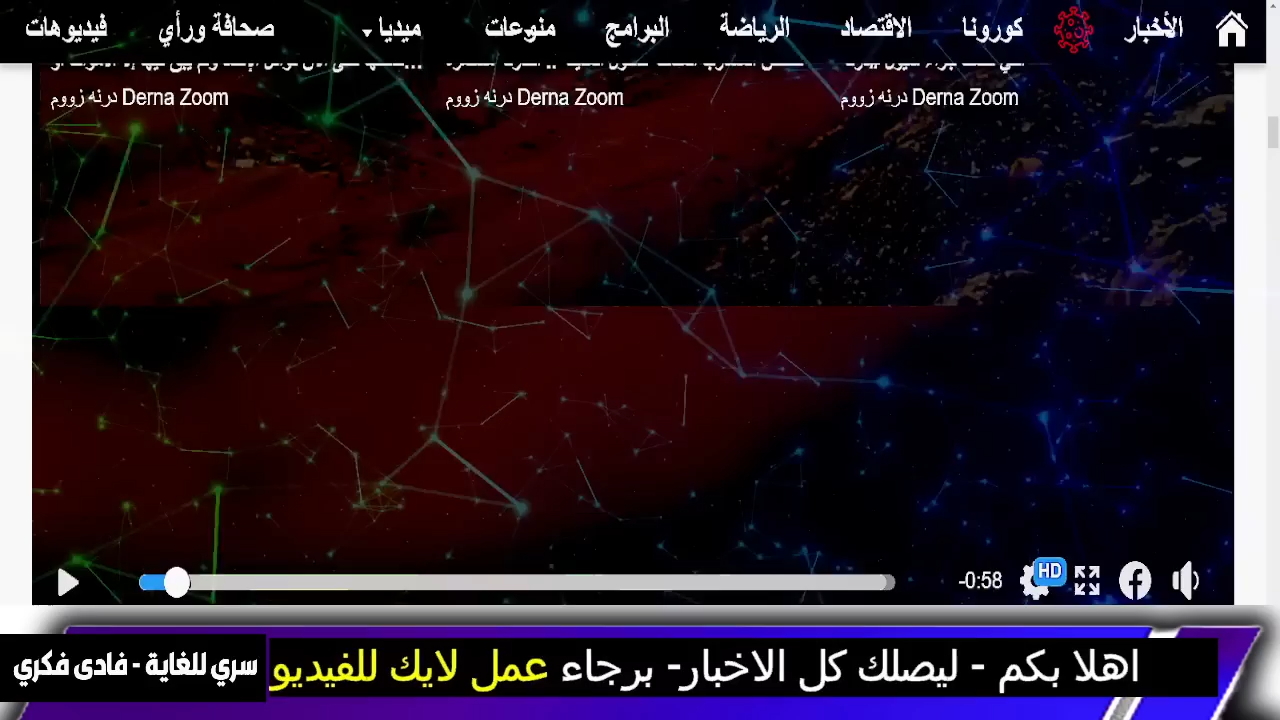 الأخبار كورونا الاقتصاد الرياضة البرامج منوعات ميديا صحافة ورأي فيديوهات
درنه زووم Derna Zoom
درنه زووم Derna Zoom
درنه زووم Derna Zoom
-0:58
HD
اهلا بكم - ليصلك كل الاخبار- برجاء عمل لايك للفيديو
سري للغاية - فادى فكري